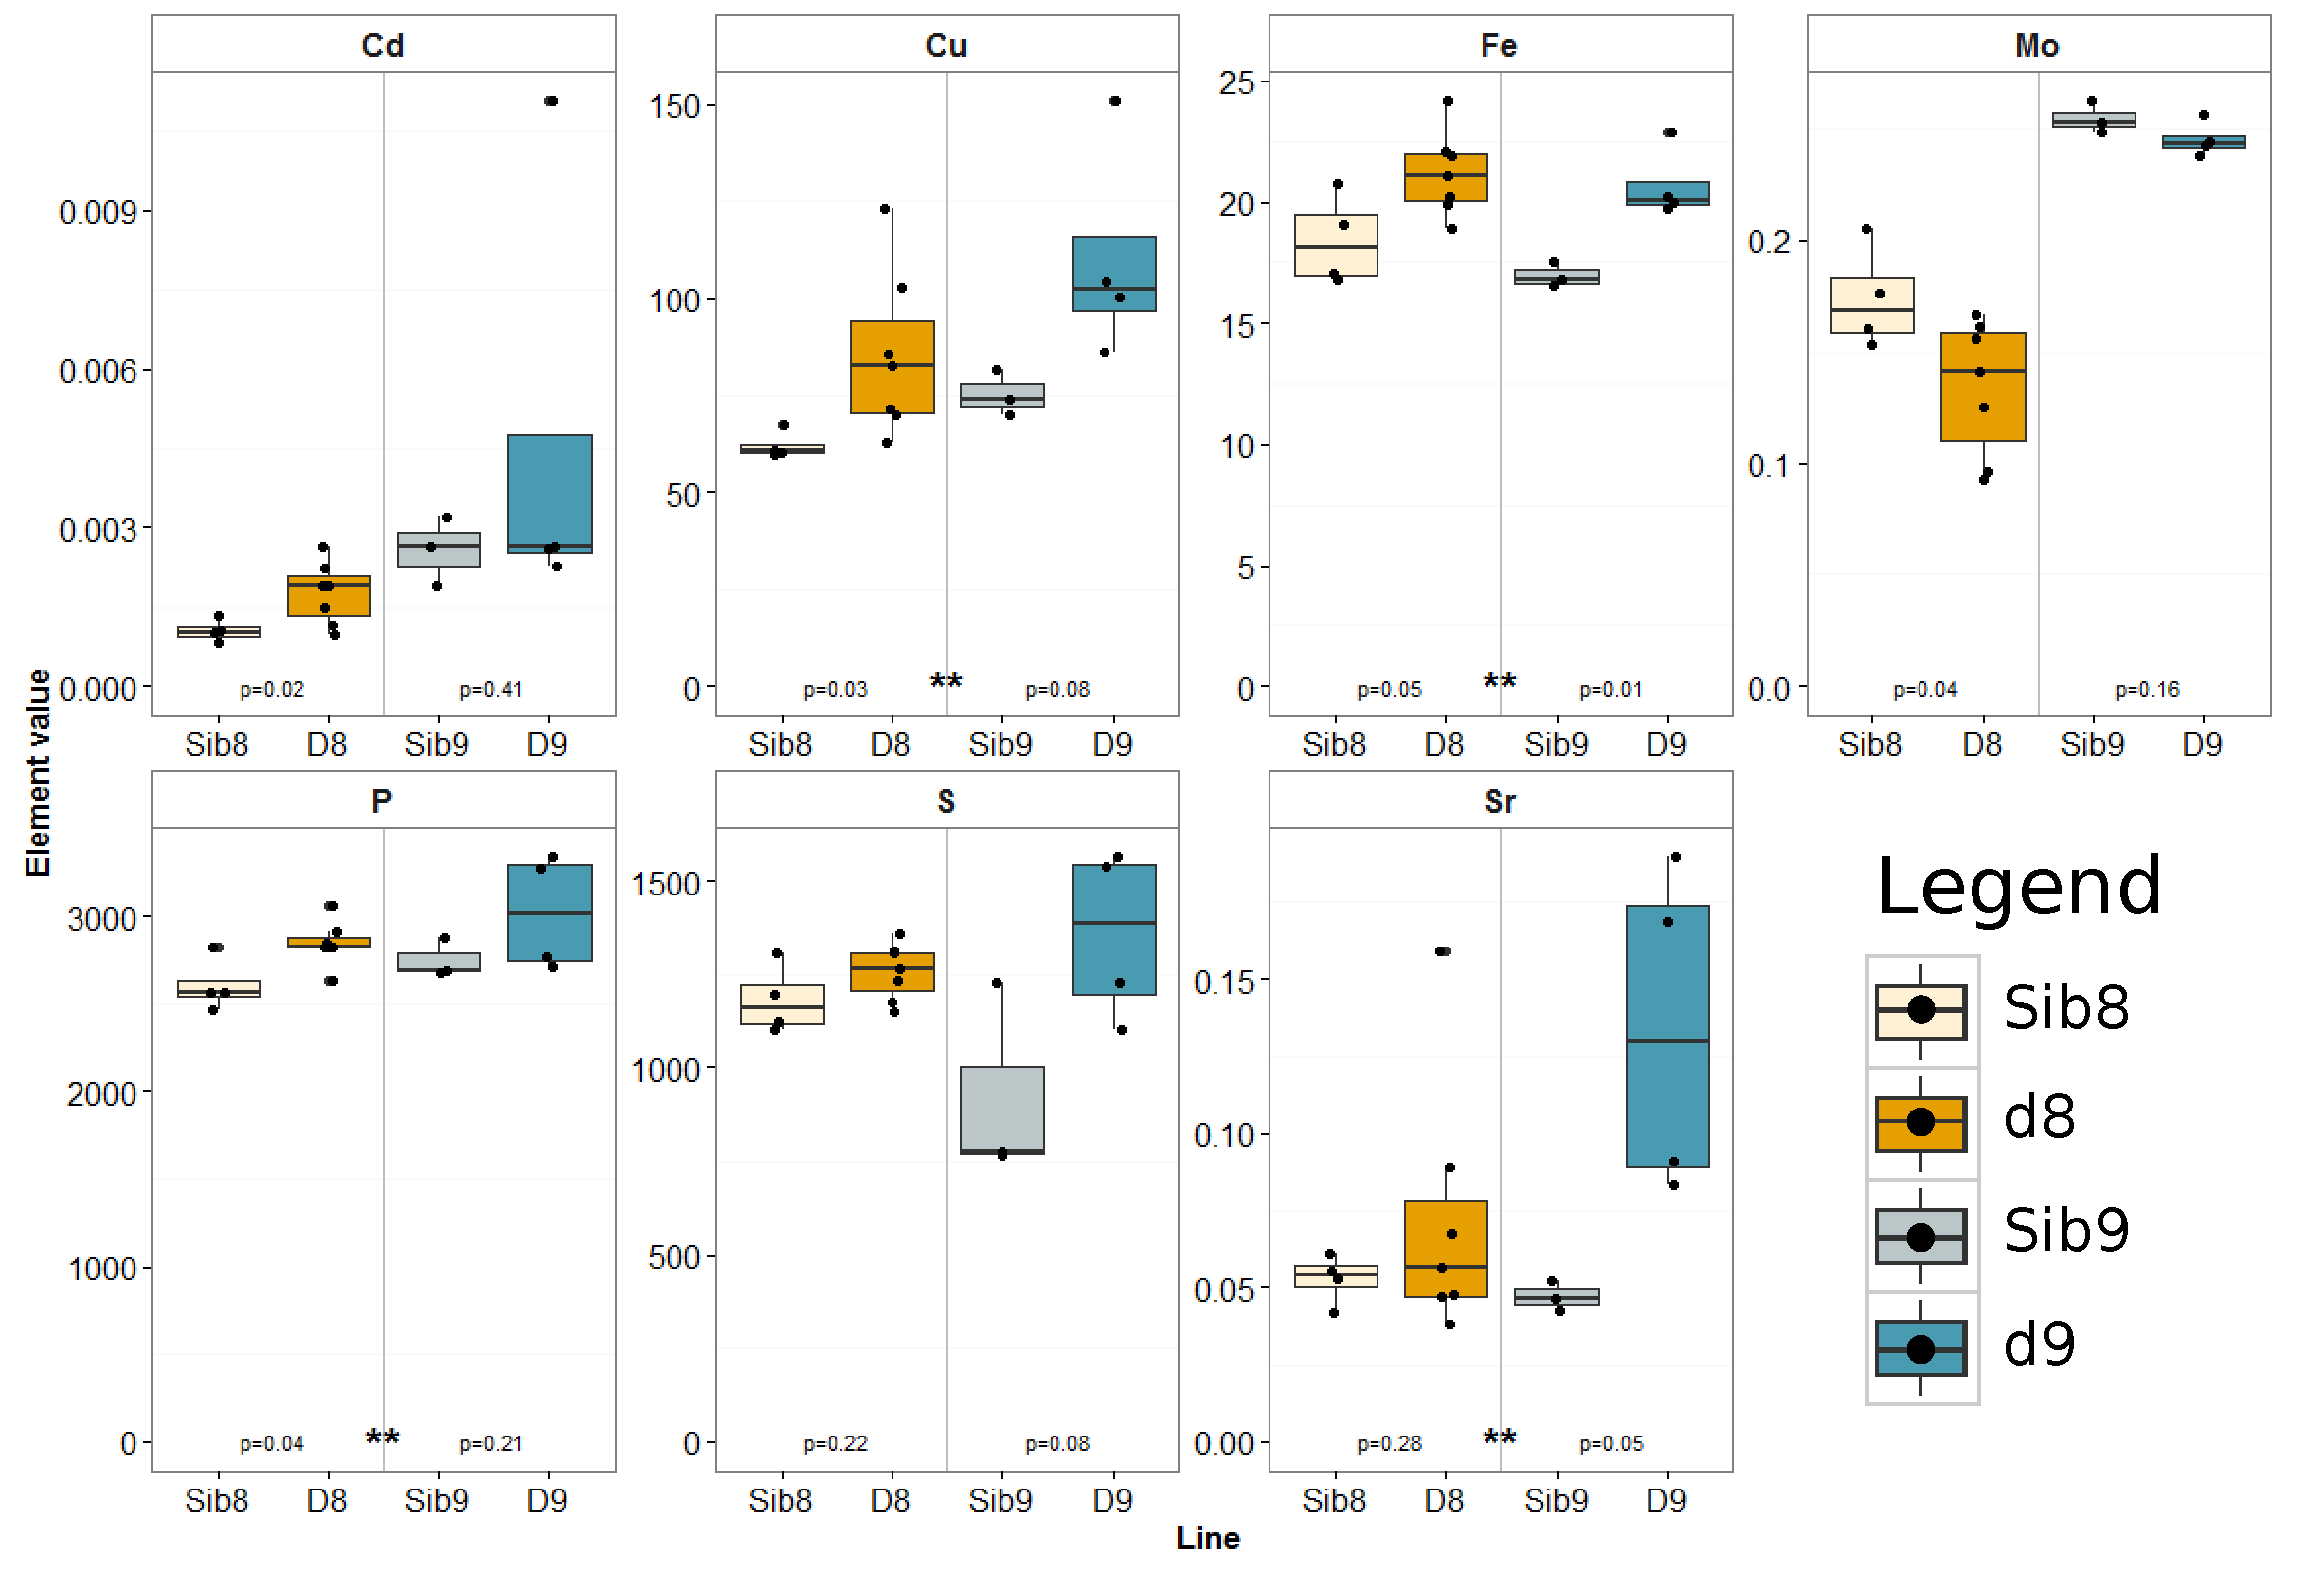 Cd
Cu
Fe
Mo
0.009
0.006
0.003
0.000
150
100
50
0
25
20
15
10
5
0
0.2
0.1
0.0
p=0.02
p=0.41
p=0.03
**
p=0.08
p=0.05
**
p=0.01
p=0.04
p=0.16
Sib8 D8 Sib9 D9
Sib8 D8 Sib9 D9
Sib8 D8 Sib9 D9
Sib8 D8 Sib9 D9
Element value
P
S
Sr
3000
2000
1000
0
1500
1000
500
0
0.15
0.10
0.05
0.00
p=0.04
**
p=0.21
p=0.22
p=0.08
p=0.28
**
p=0.05
Sib8 D8 Sib9 D9
Sib8 D8 Sib9 D9
Sib8 D8 Sib9 D9
Line
Legend
Sib8
d8
Sib9
d9